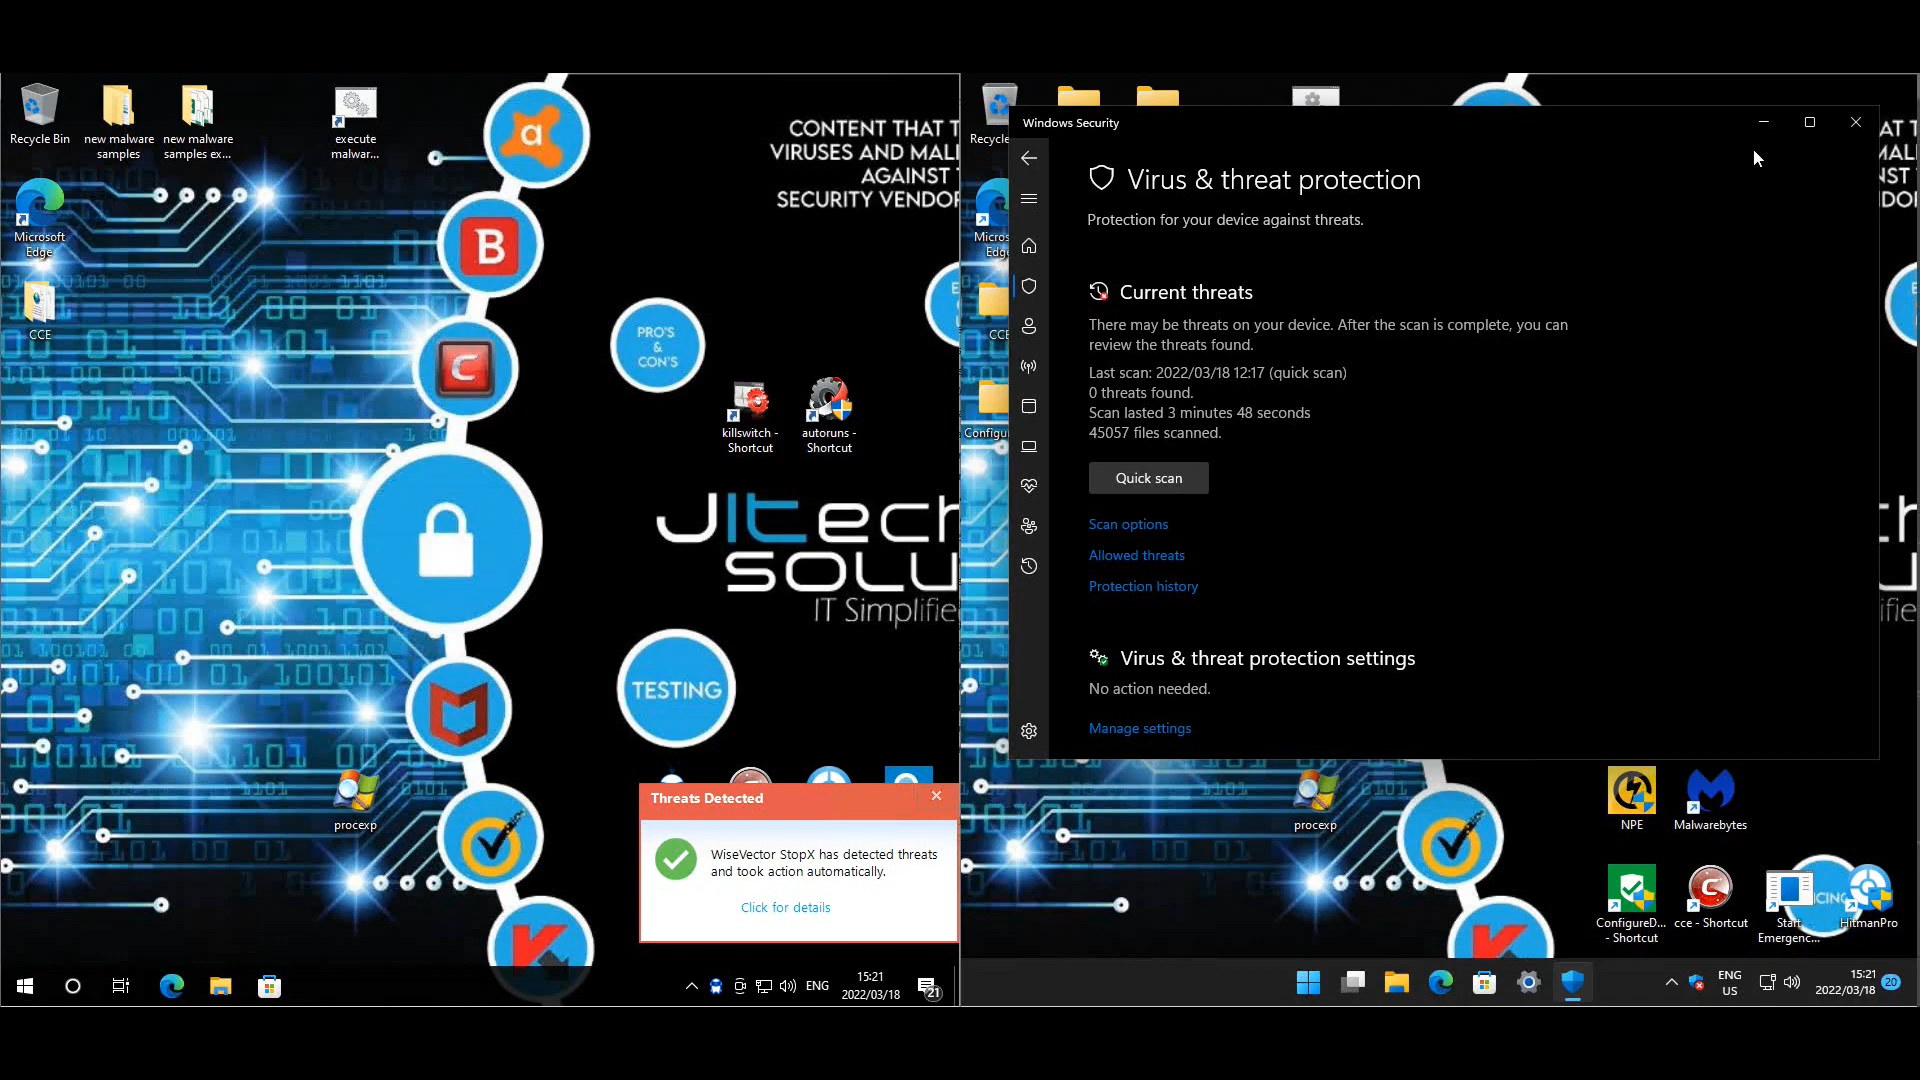 Recycle Bin
new malware
samples
new malware
samples ex...
execute
malwar...
Microsoft
Edge
CCE
CONTENT THAT T
VIRUSES AND MALI
AGAINST
SECURITY VENDOR
PRO'S
&
CON'S
killswitch -
Shortcut
autoruns -
Shortcut
JITech
SOLU
IT Simplifie
TESTING
procexp
Threats Detected
WiseVector StopX has detected threats
and took action automatically.
Click for details
ENG
15:21
2022/03/18
21
Recycle
Micros
Edge
CCE
Configu
Windows Security
Virus & threat protection
Protection for your device against threats.
Current threats
There may be threats on your device. After the scan is complete, you can
review the threats found.
Last scan: 2022/03/18 12:17 (quick scan)
0 threats found.
Scan lasted 3 minutes 48 seconds
45057 files scanned.
Quick scan
Scan options
Allowed threats
Protection history
Virus & threat protection settings
No action needed.
Manage settings
procexp
NPE
Malwarebytes
ConfigureD...
- Shortcut
cce - Shortcut
Start
Emergenc...
HitmanPro
ENG
US
15:21
2022/03/18
20